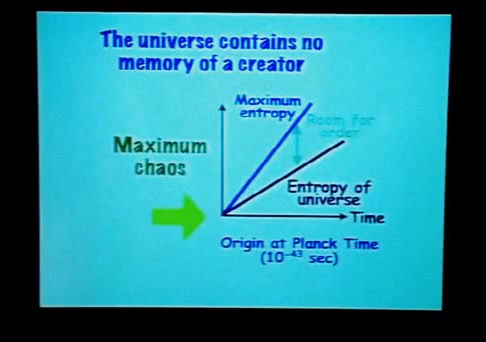 The universe contains no
memory of a creator
Maximum
entropy
Room for
order
Maximum
chaos
Entropy of
universe
Time
Origin at Planck Time
(10⁻⁴³ sec)